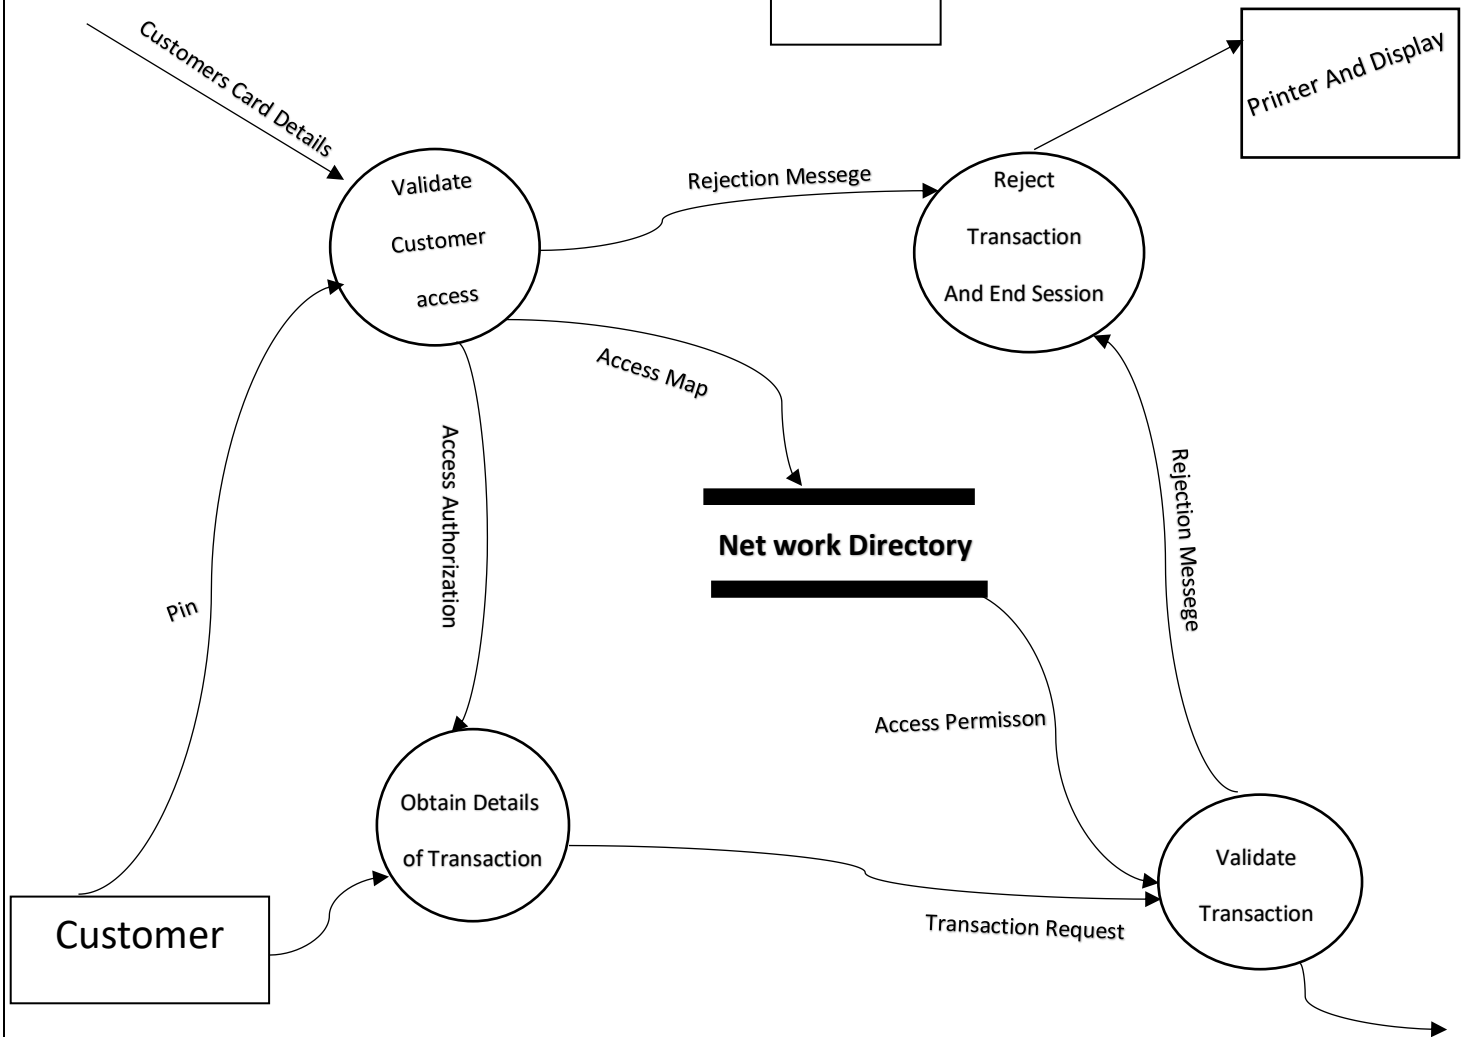 Customers Card Details
Printer And Display
Validate
Customer
access
Rejection Messege
Reject
Transaction
And End Session
Access Map
Access Authorization
Net work Directory
Rejection Messege
Pin
Access Permisson
Obtain Details
of Transaction
Validate
Transaction
Customer
Transaction Request